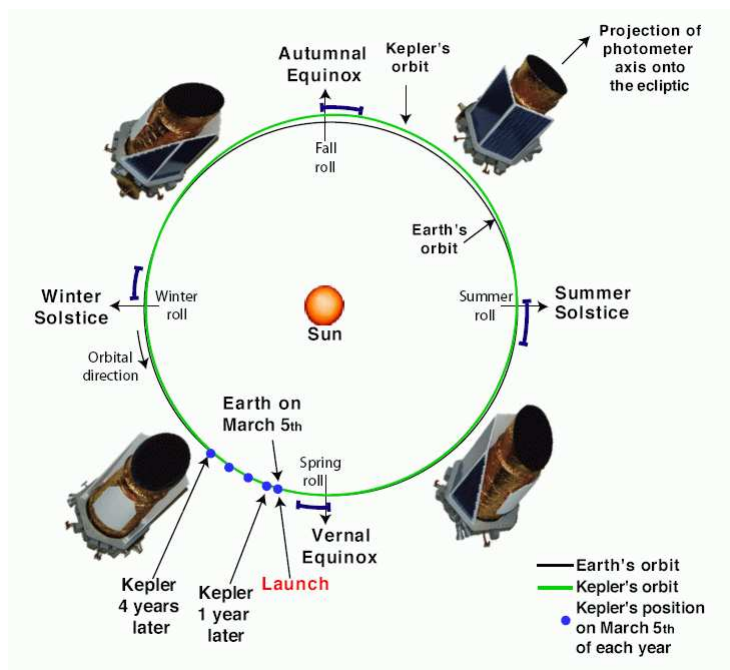 Projection of
photometer
axis onto
the ecliptic
Autumnal
Equinox
Kepler's
orbit
Fall
roll
Earth's
orbit
Winter
Solstice
Winter
roll
Summer
roll
Summer
Solstice
Sun
Orbital
direction
Earth on
March 5th
Spring
roll
Vernal
Equinox
Launch
Kepler
4 years
later
Kepler
1 year
later
Earth's orbit
Kepler's orbit
Kepler's position
on March 5th
of each year